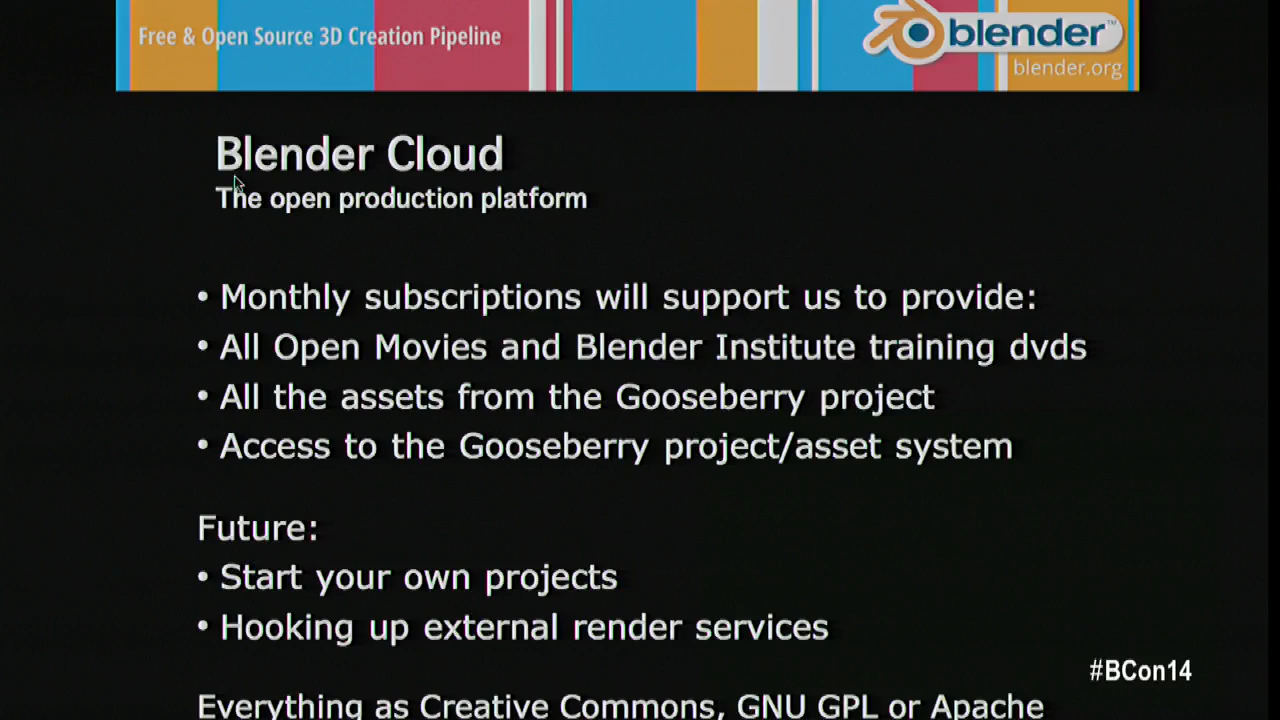 Free & Open Source 3D Creation Pipeline
blender™
blender.org
Blender Cloud
The open production platform
• Monthly subscriptions will support us to provide:
• All Open Movies and Blender Institute training dvds
• All the assets from the Gooseberry project
• Access to the Gooseberry project/asset system
Future:
• Start your own projects
• Hooking up external render services
#BCon14
Everything as Creative Commons, GNU GPL or Apache